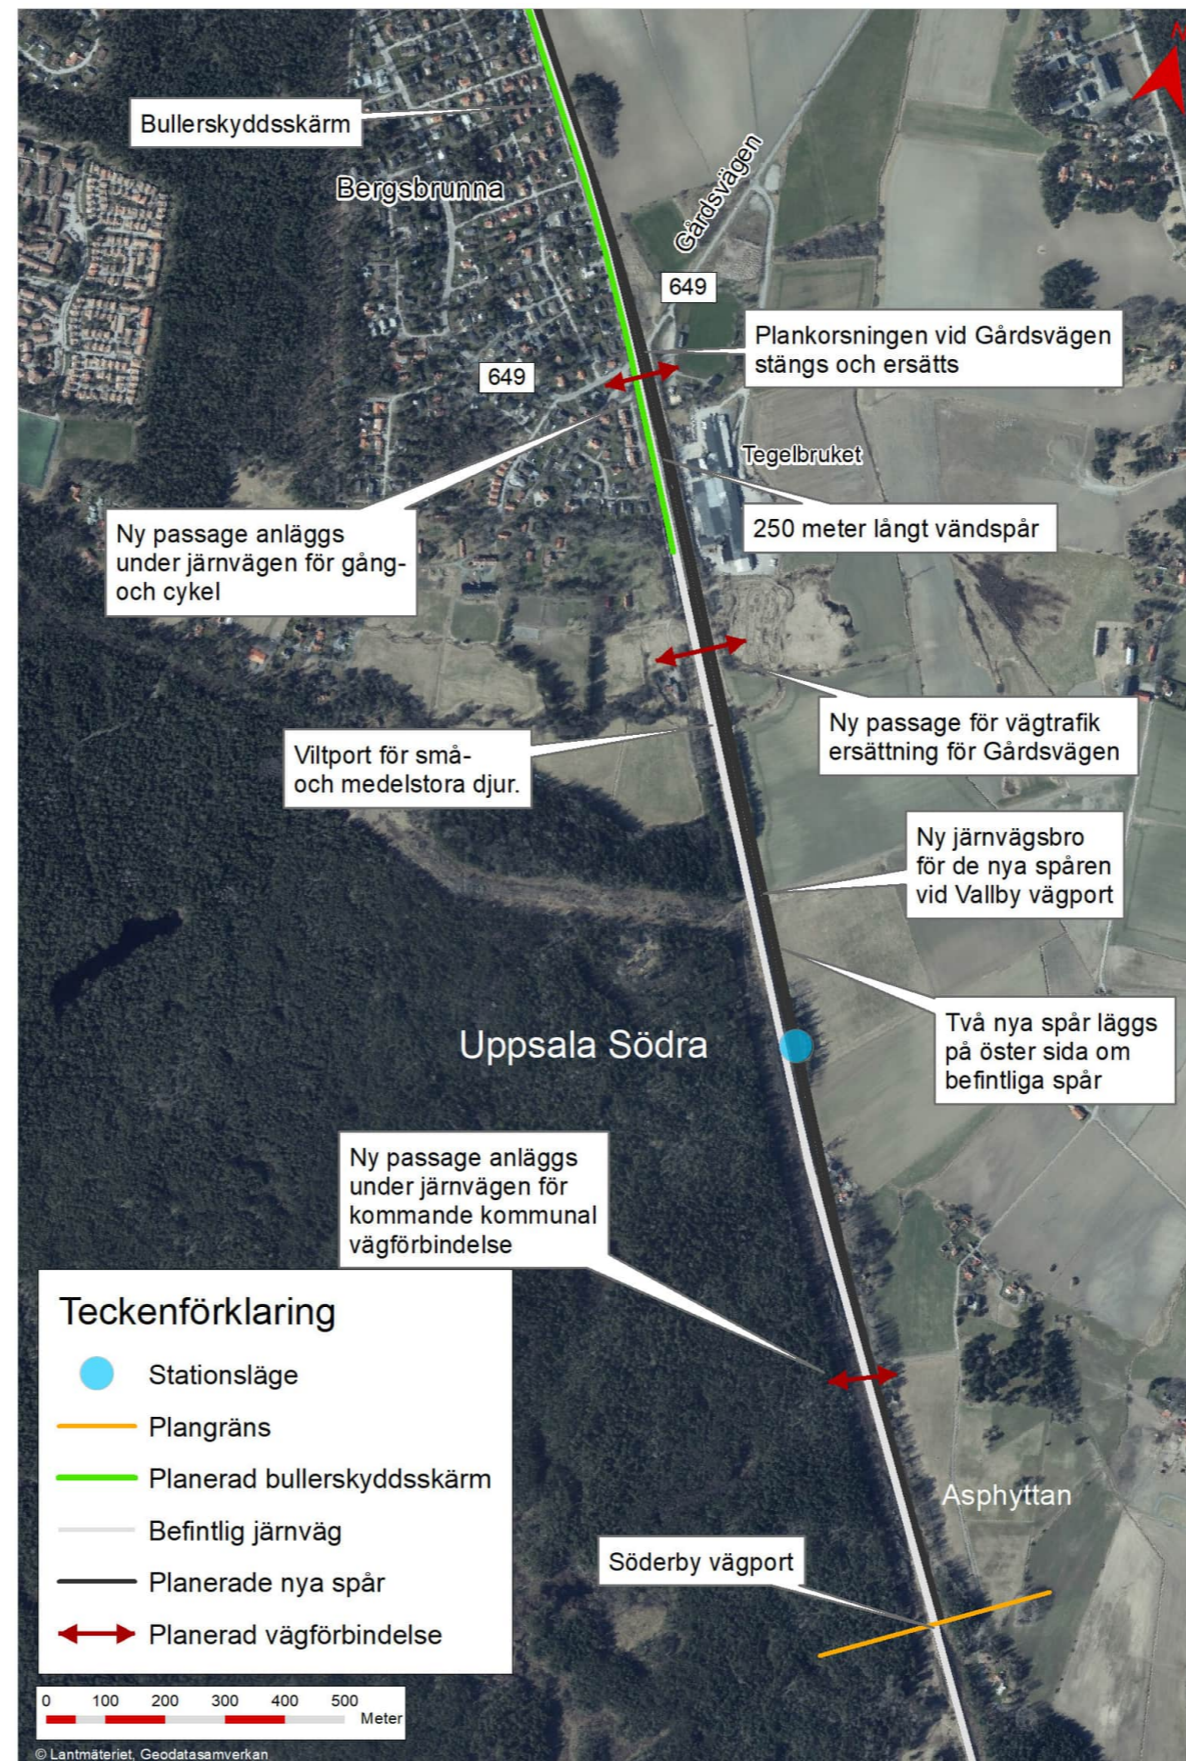 N
Bullerskyddsskärm
Bergsbrunna
Gårdsvägen
649
Plankorsningen vid Gårdsvägen
stängs och ersätts
649
Tegelbruket
250 meter långt vändspår
Ny passage anläggs
under järnvägen för gång-
och cykel
Ny passage för vägtrafik
ersättning för Gårdsvägen
Viltport för små-
och medelstora djur.
Ny järnvägsbro
för de nya spåren
vid Vallby vägport
Uppsala Södra
Två nya spår läggs
på öster sida om
befintliga spår
Ny passage anläggs
under järnvägen för
kommande kommunal
vägförbindelse
Teckenförklaring
Stationsläge
Plangräns
Planerad bullerskyddsskärm
Befintlig järnväg
Planerade nya spår
Planerad vägförbindelse
Asphyttan
Söderby vägport
0 100 200 300 400 500
Meter
© Lantmäteriet, Geodatasamverkan